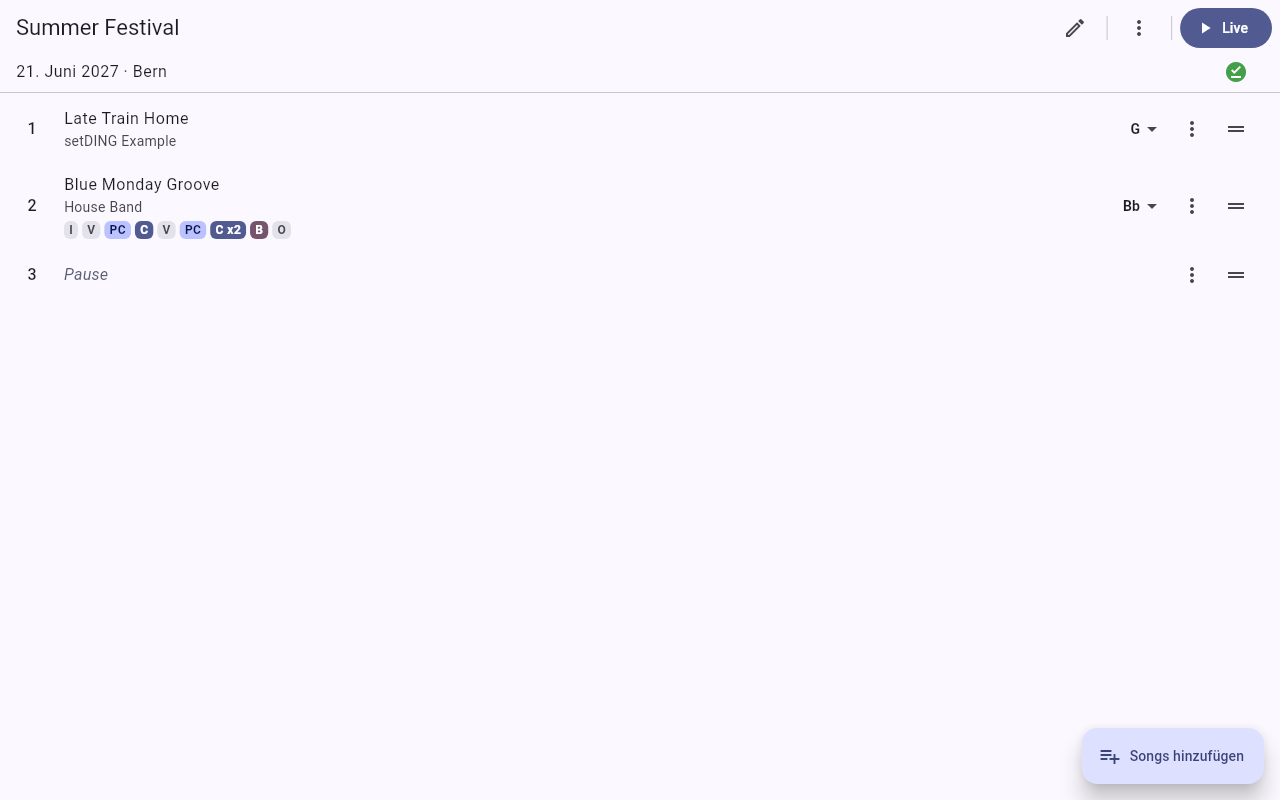 Summer Festival
Live
21. Juni 2027 · Bern
1
Late Train Home
setDING Example
G
2
Blue Monday Groove
House Band
I V PC C V PC C x2 B O
Bb
3
Pause
Songs hinzufügen